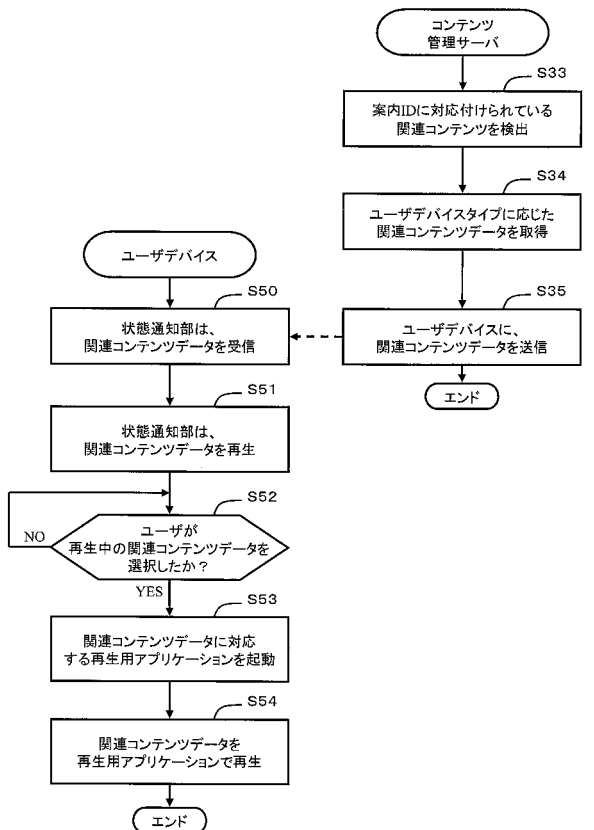 コンテンツ
管理サーバ
S33
案内IDに対応付けられている
関連コンテンツを検出
S34
ユーザデバイスタイプに応じた
関連コンテンツデータを取得
S35
ユーザデバイスに、
関連コンテンツデータを送信
エンド
ユーザデバイス
S50
状態通知部は、
関連コンテンツデータを受信
S51
状態通知部は、
関連コンテンツデータを再生
S52
ユーザが
再生中の関連コンテンツデータを
選択したか？
NO
YES
S53
関連コンテンツデータに対応
する再生用アプリケーションを起動
S54
関連コンテンツデータを
再生用アプリケーションで再生
エンド